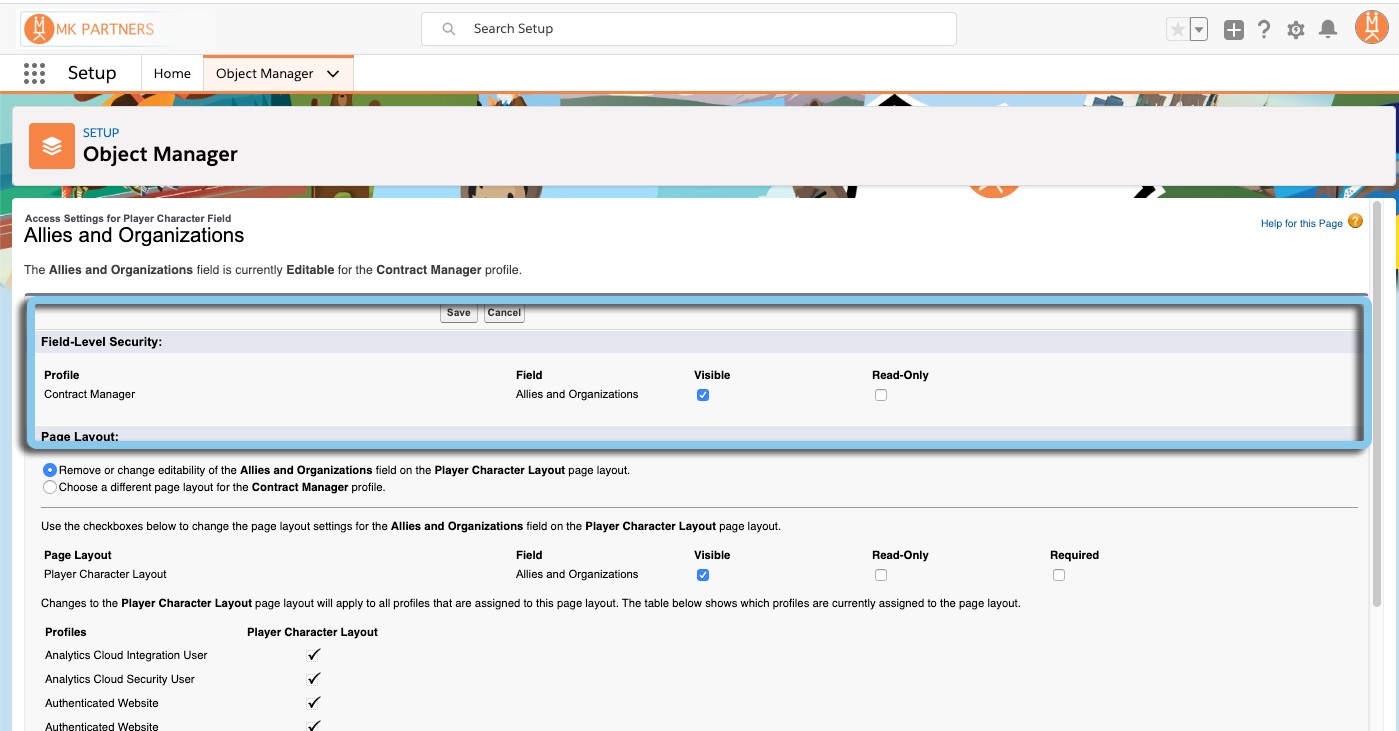 MK PARTNERS
Search Setup
Setup
Home
Object Manager
SETUP
Object Manager
Access Settings for Player Character Field
Allies and Organizations
Help for this Page
The Allies and Organizations field is currently Editable for the Contract Manager profile.
Save Cancel
Field-Level Security:
Profile Field Visible Read-Only
Contract Manager Allies and Organizations
Page Layout:
Remove or change editability of the Allies and Organizations field on the Player Character Layout page layout.
Choose a different page layout for the Contract Manager profile.
Use the checkboxes below to change the page layout settings for the Allies and Organizations field on the Player Character Layout page layout.
Page Layout Field Visible Read-Only Required
Player Character Layout Allies and Organizations
Changes to the Player Character Layout page layout will apply to all profiles that are assigned to this page layout. The table below shows which profiles are currently assigned to the page layout.
Profiles Player Character Layout
Analytics Cloud Integration User
Analytics Cloud Security User
Authenticated Website
Authenticated Website